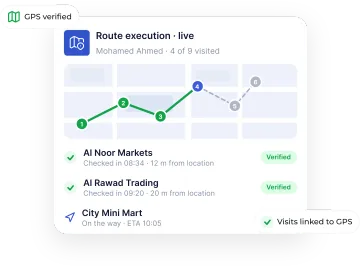 GPS verified
Route execution · live
Mohamed Ahmed · 4 of 9 visited
1
2
3
4
5
6
Al Noor Markets
Checked in 08:34 · 12 m from location
Verified
Al Rawad Trading
Checked in 09:20 · 20 m from location
Verified
City Mini Mart
On the way · ETA 10:05
Visits linked to GPS